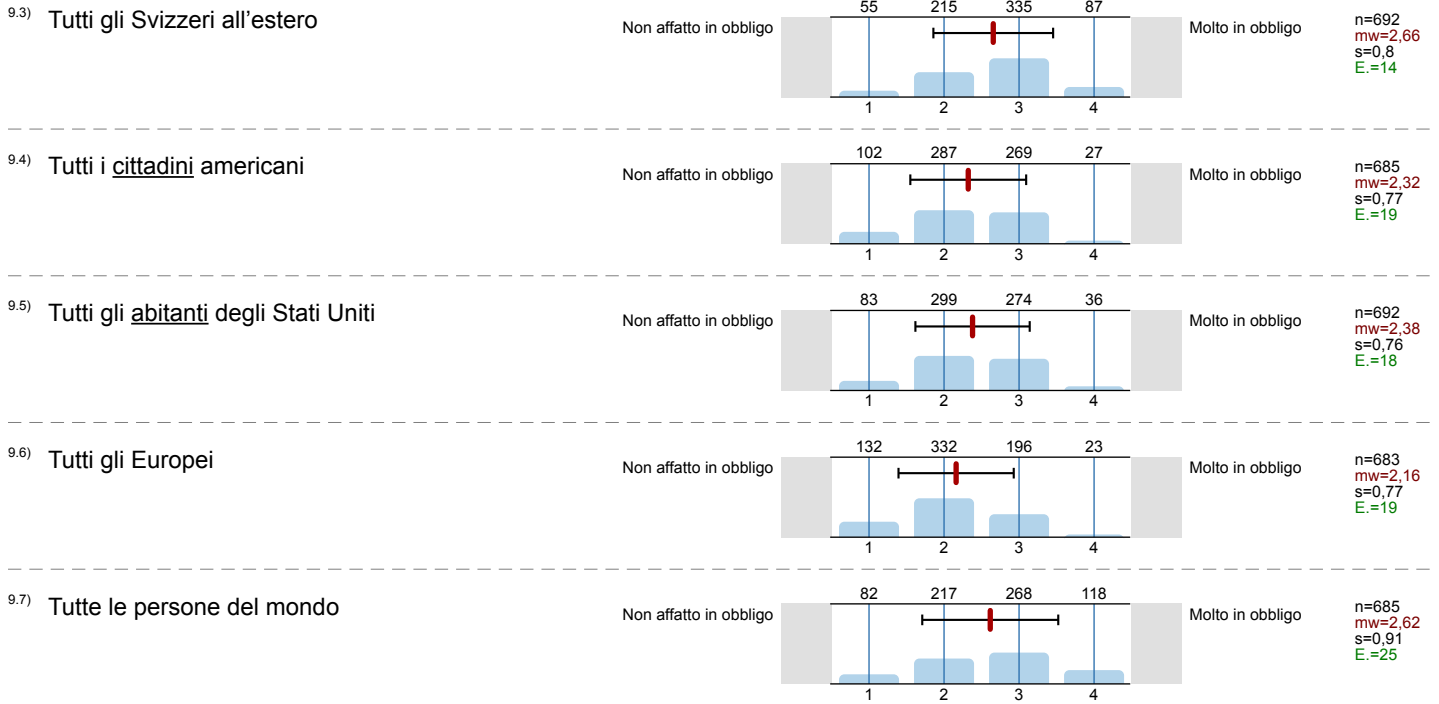 9.3) Tutti gli Svizzeri all'estero
55 215 335 87
Non affatto in obbligo
Molto in obbligo
n=692
mw=2,66
s=0,8
E.=14
1 2 3 4
9.4) Tutti i cittadini americani
102 287 269 27
Non affatto in obbligo
Molto in obbligo
n=685
mw=2,32
s=0,77
E.=19
1 2 3 4
9.5) Tutti gli abitanti degli Stati Uniti
83 299 274 36
Non affatto in obbligo
Molto in obbligo
n=692
mw=2,38
s=0,76
E.=18
1 2 3 4
9.6) Tutti gli Europei
132 332 196 23
Non affatto in obbligo
Molto in obbligo
n=683
mw=2,16
s=0,77
E.=19
1 2 3 4
9.7) Tutte le persone del mondo
82 217 268 118
Non affatto in obbligo
Molto in obbligo
n=685
mw=2,62
s=0,91
E.=25
1 2 3 4